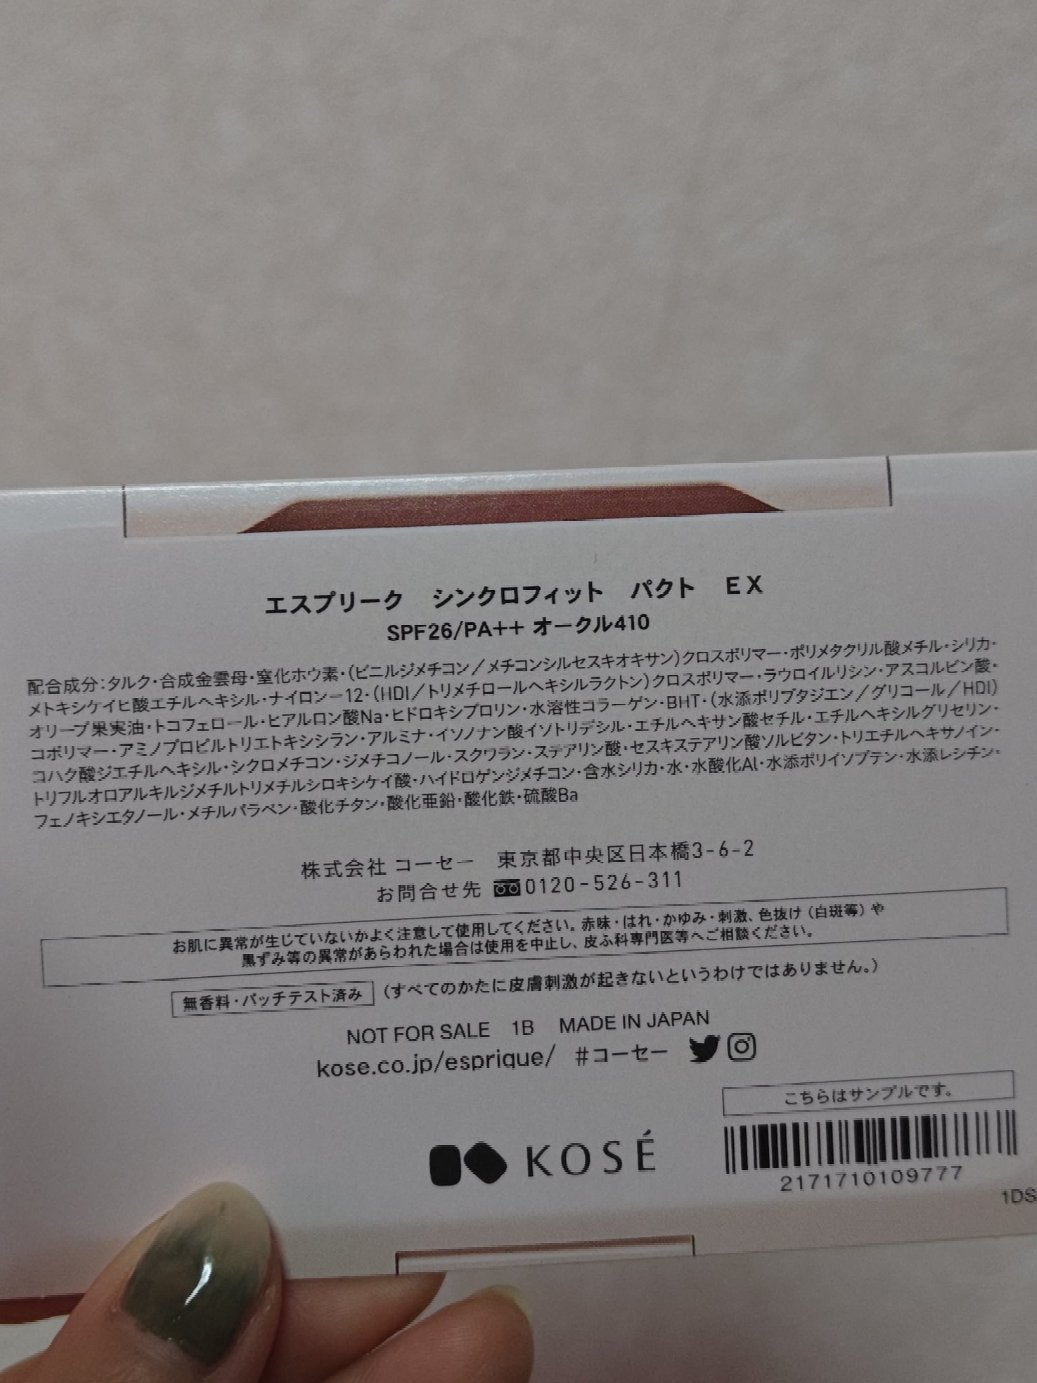 エスプリーク シンクロフィット パクト EX
SPF26/PA++ オークル410
配合成分:タルク・合成金雲母・窒化ホウ素・(ビニルジメチコン/メチコンシルセスキオキサン)クロスポリマー・ポリメタクリル酸メチル・シリカ・
メトキシケイヒ酸エチルヘキシル・ナイロン-12・(HDI/トリメチロールヘキシルラクトン)クロスポリマー・ラウロイルリシン・アスコルビン酸・
オリーブ果実油・トコフェロール・ヒアルロン酸Na・ヒドロキシプロリン・水溶性コラーゲン・BHT・(水添ポリブタジエン/グリコール/HDI)
コポリマー・アミノプロピルトリエトキシシラン・アルミナ・イソノナン酸イソトリデシル・エチルヘキサン酸セチル・エチルヘキシルグリセリン・
コハク酸ジエチルヘキシル・シクロメチコン・ジメチコノール・スクワラン・ステアリン酸・セスキステアリン酸ソルビタン・トリエチルヘキサノイン・
トリフルオロアルキルジメチルトリメチルシロキシケイ酸・ハイドロゲンジメチコン・含水シリカ・水・水酸化Al・水添ポリイソブテン・水添レシチン・
フェノキシエタノール・メチルパラベン・酸化チタン・酸化亜鉛・酸化鉄・硫酸Ba
株式会社 コーセー 東京都中央区日本橋3-6-2
お問合せ先 0120-526-311
お肌に異常が生じていないかよく注意して使用してください。赤味・はれ・かゆみ・刺激、色抜け(白斑等)や
黒ずみ等の異常があらわれた場合は使用を中止し、皮ふ科専門医等へご相談ください。
無香料・パッチテスト済み (すべてのかたに皮膚刺激が起きないというわけではありません。)
NOT FOR SALE 1B MADE IN JAPAN
kose.co.jp/esprique/ #コーセー
こちらはサンプルです。
KOSÉ
2171710109777
1DS